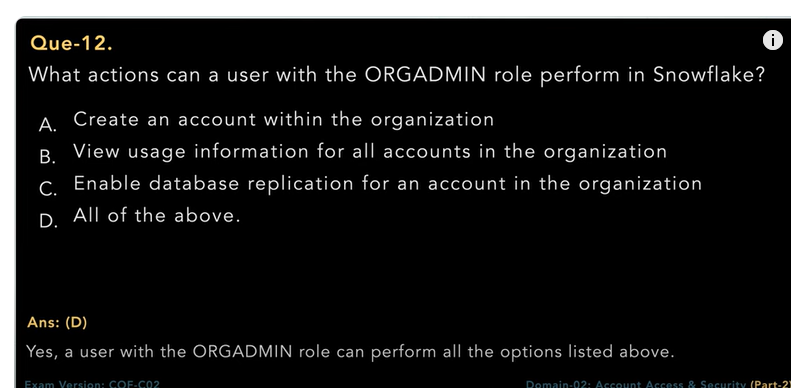 Que-12.
i
What actions can a user with the ORGADMIN role perform in Snowflake?
A. Create an account within the organization
B. View usage information for all accounts in the organization
C. Enable database replication for an account in the organization
D. All of the above.
Ans: (D)
Yes, a user with the ORGADMIN role can perform all the options listed above.
Exam Version: COF-C02 Domain-02: Account Access & Security (Part-2)